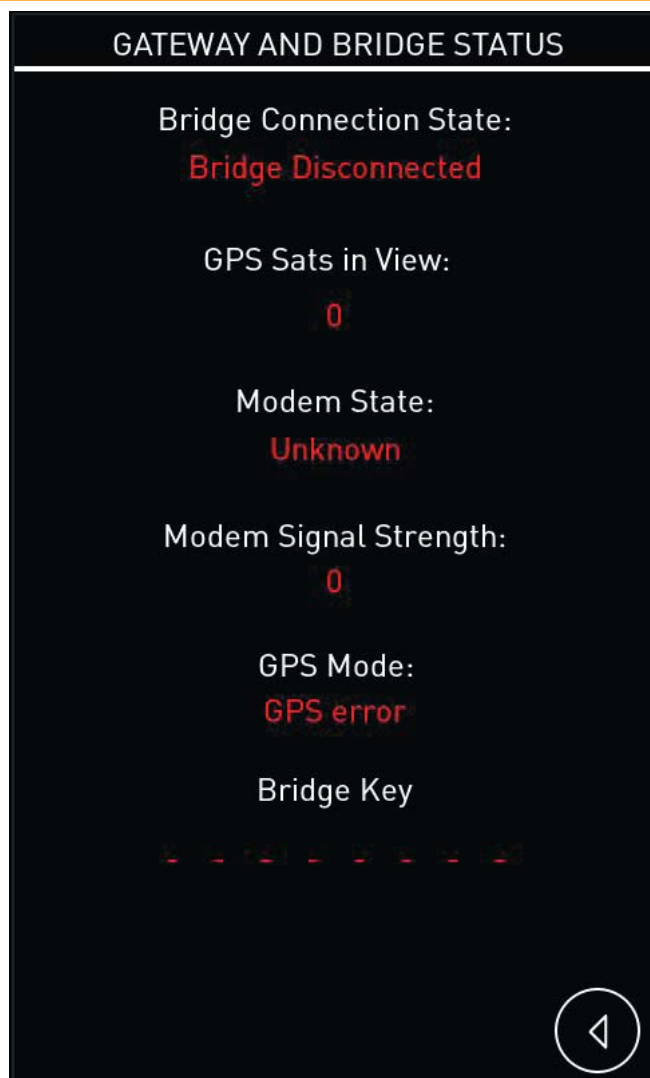 GATEWAY AND BRIDGE STATUS
Bridge Connection State:
Bridge Disconnected
GPS Sats in View:
0
Modem State:
Unknown
Modem Signal Strength:
0
GPS Mode:
GPS error
Bridge Key
- - - - - - - -